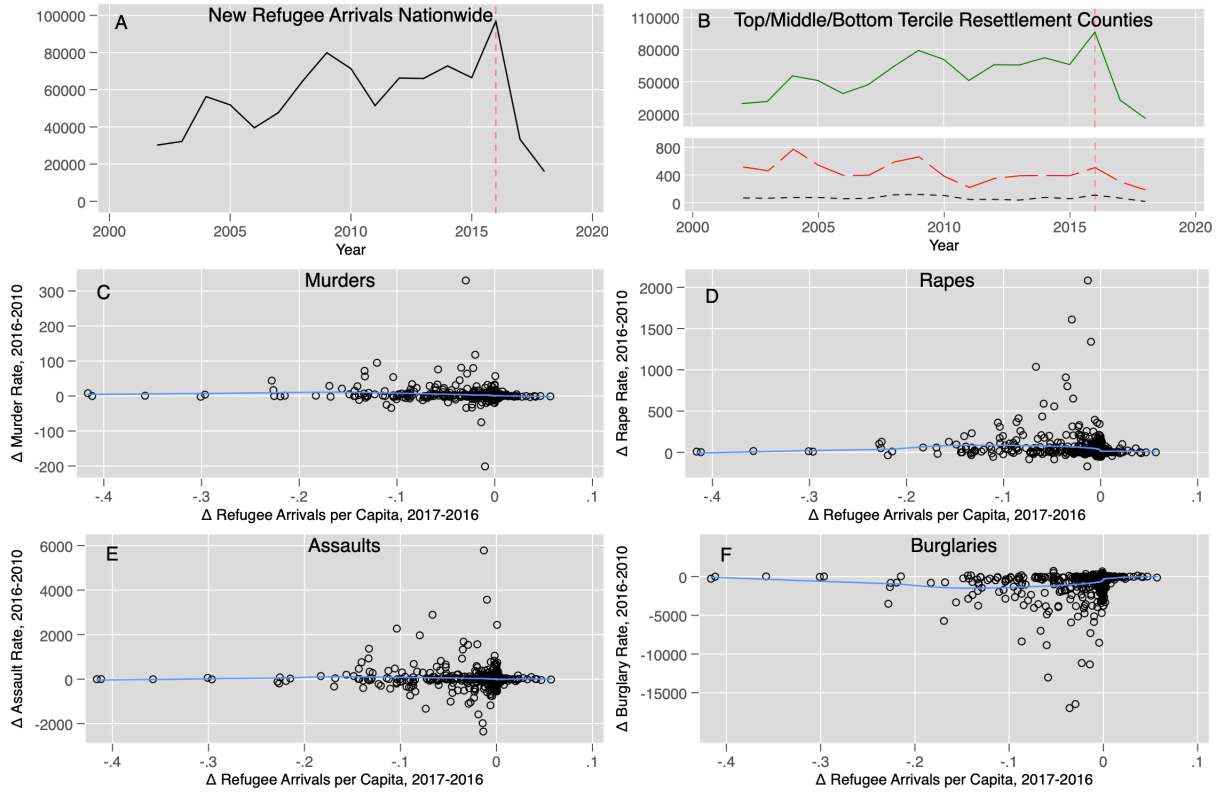 A New Refugee Arrivals Nationwide
100000
80000
60000
40000
20000
0
2000 2005 2010 2015 2020
Year
B Top/Middle/Bottom Tercile Resettlement Counties
110000
80000
50000
20000
800
400
0
2000 2005 2010 2015 2020
Year
C Murders
Δ Murder Rate, 2016-2010
300
200
100
0
-100
-200
-.4 -.3 -.2 -.1 0 .1
Δ Refugee Arrivals per Capita, 2017-2016
D Rapes
Δ Rape Rate, 2016-2010
2000
1500
1000
500
0
-.4 -.3 -.2 -.1 0 .1
Δ Refugee Arrivals per Capita, 2017-2016
E Assaults
Δ Assault Rate, 2016-2010
6000
4000
2000
0
-2000
-.4 -.3 -.2 -.1 0 .1
Δ Refugee Arrivals per Capita, 2017-2016
F Burglaries
Δ Burglary Rate, 2016-2010
0
-5000
-10000
-15000
-.4 -.3 -.2 -.1 0 .1
Δ Refugee Arrivals per Capita, 2017-2016